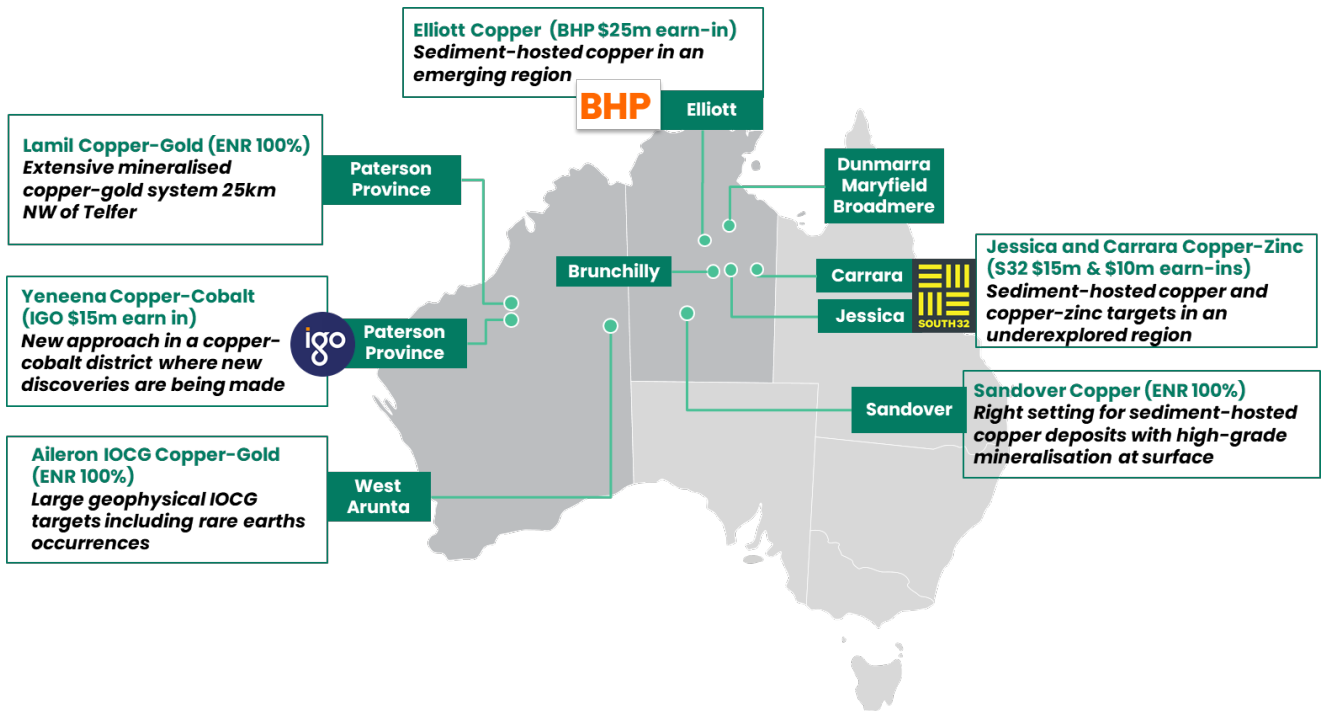 Elliott Copper (BHP $25m earn-in)
Sediment-hosted copper in an
emerging region
BHP
Elliott
Lamil Copper-Gold (ENR 100%)
Extensive mineralised
copper-gold system 25km
NW of Telfer
Paterson
Province
Dunmarra
Maryfield
Broadmere
Brunchilly
Carrara
Jessica
SOUTH32
Jessica and Carrara Copper-Zinc
(S32 $15m & $10m earn-ins)
Sediment-hosted copper and
copper-zinc targets in an
underexplored region
Yeneena Copper-Cobalt
(IGO $15m earn in)
New approach in a copper-
cobalt district where new
discoveries are being made
igo
Paterson
Province
Sandover
Sandover Copper (ENR 100%)
Right setting for sediment-hosted
copper deposits with high-grade
mineralisation at surface
Aileron IOCG Copper-Gold
(ENR 100%)
Large geophysical IOCG
targets including rare earths
occurrences
West
Arunta